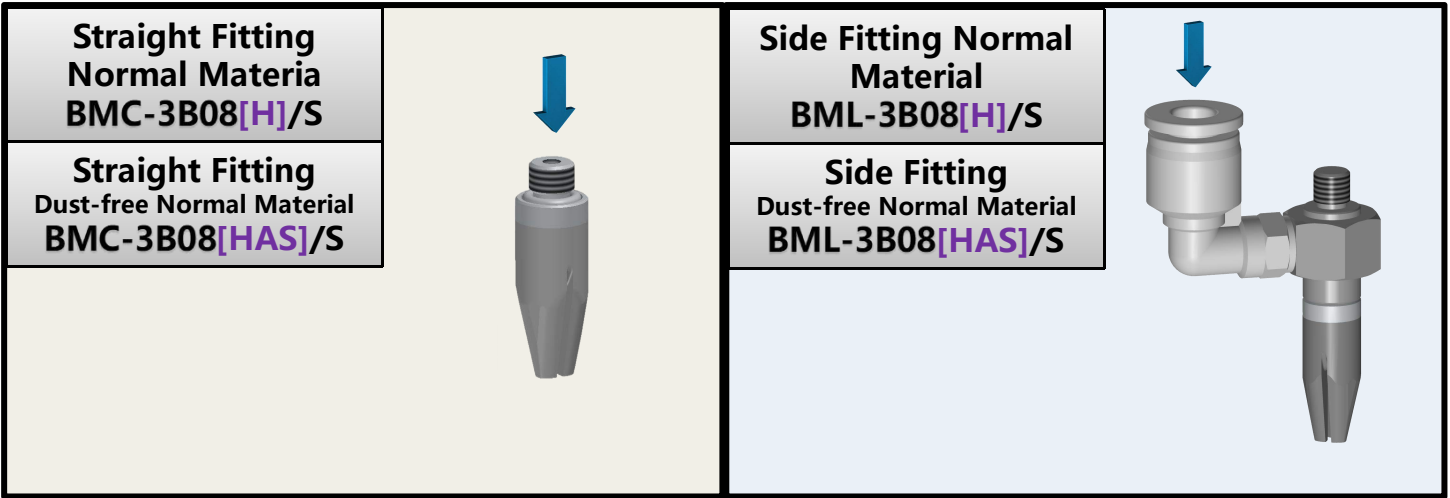 Straight Fitting
Normal Materia
BMC-3B08[H]/S
Straight Fitting
Dust-free Normal Material
BMC-3B08[HAS]/S
Side Fitting Normal
Material
BML-3B08[H]/S
Side Fitting
Dust-free Normal Material
BML-3B08[HAS]/S